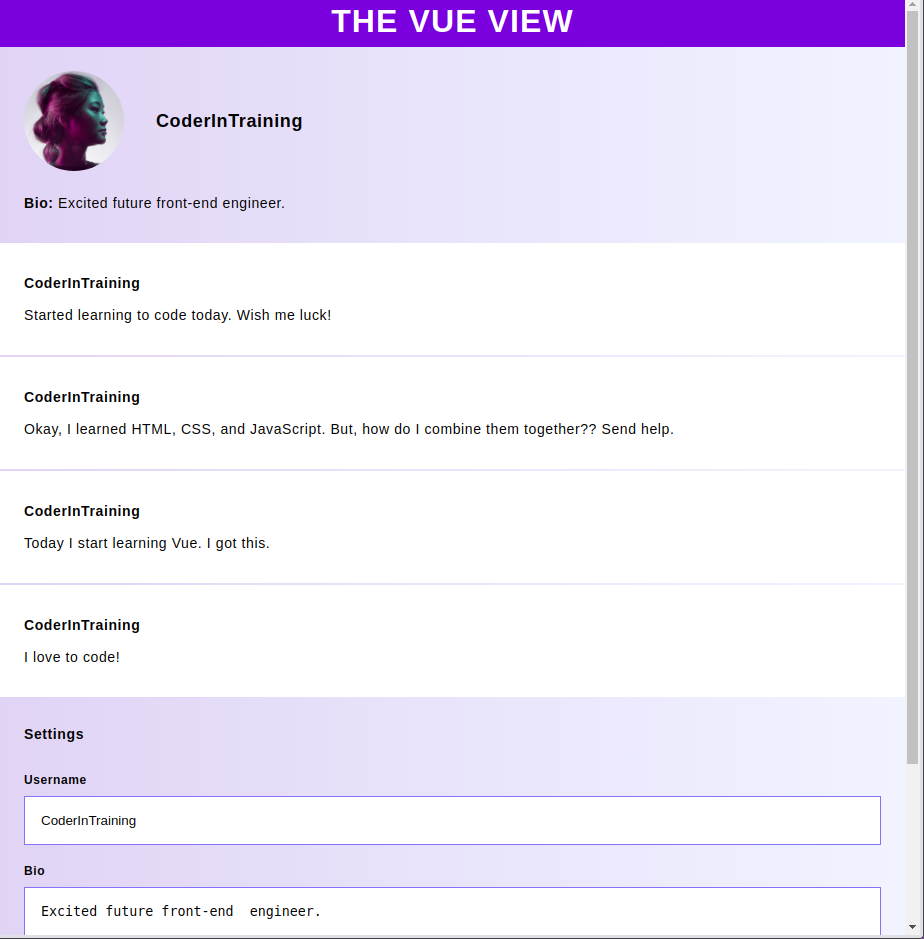 THE VUE VIEW
CoderInTraining
Bio: Excited future front-end engineer.
CoderInTraining
Started learning to code today. Wish me luck!
CoderInTraining
Okay, I learned HTML, CSS, and JavaScript. But, how do I combine them together?? Send help.
CoderInTraining
Today I start learning Vue. I got this.
CoderInTraining
I love to code!
Settings
Username
CoderInTraining
Bio
Excited future front-end  engineer.